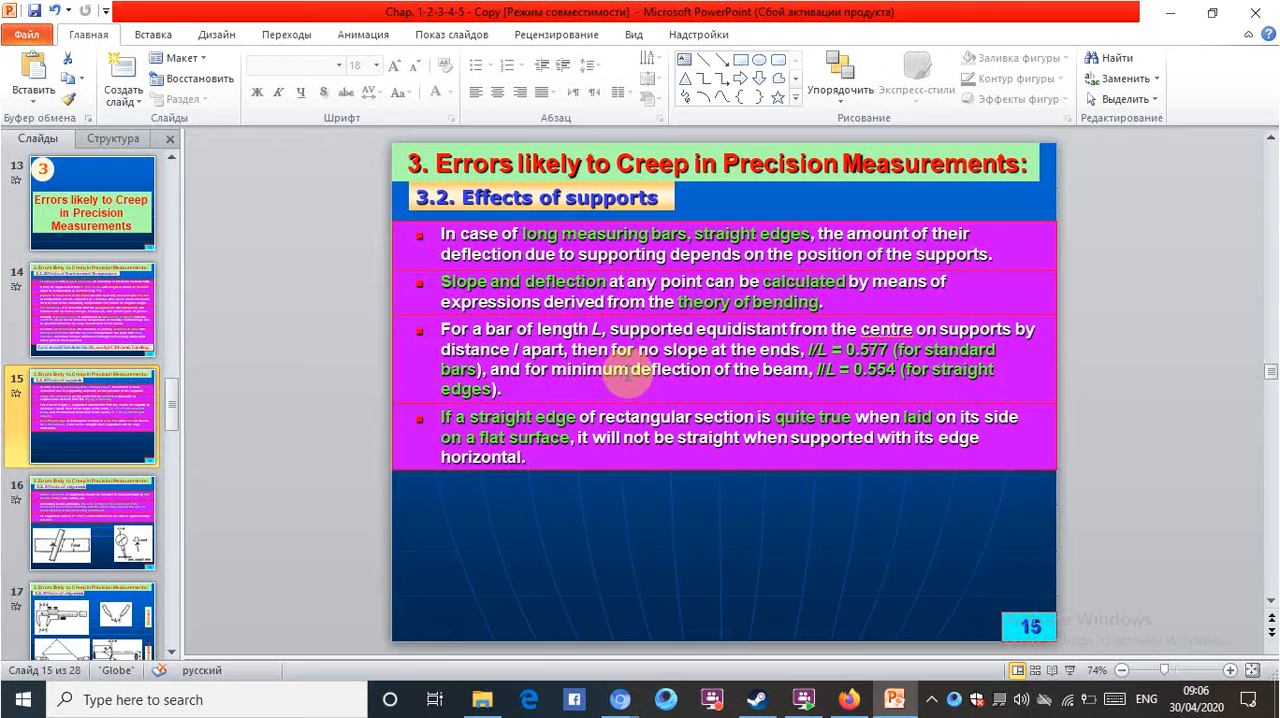 Chap. 1-2-3-4-5 - Copy [Режим совместимости] - Microsoft PowerPoint (Сбой активации продукта)
Файл Главная Вставка Дизайн Переходы Анимация Показ слайдов Рецензирование Вид Надстройки
Вставить
Буфер обмена
Создать слайд
Макет
Восстановить
Раздел
Слайды
18
Шрифт
Абзац
Упорядочить
Экспресс-стили
Заливка фигуры
Контур фигуры
Эффекты фигур
Рисование
Найти
Заменить
Выделить
Редактирование
Слайды Структура
13
3
Errors likely to Creep
in Precision
Measurements
14
15
16
17
3. Errors likely to Creep in Precision Measurements:
3.2. Effects of supports
In case of long measuring bars, straight edges, the amount of their
deflection due to supporting depends on the position of the supports.
Slope and deflection at any point can be calculated by means of
expressions derived from the theory of bending.
For a bar of length L, supported equidistant from the centre on supports by
distance l apart, then for no slope at the ends, l/L = 0.577 (for standard
bars), and for minimum deflection of the beam, l/L = 0.554 (for straight
edges).
If a straight edge of rectangular section is quite true when laid on its side
on a flat surface, it will not be straight when supported with its edge
horizontal.
15
Activate Windows
Слайд 15 из 28 "Globe" русский 74%
Type here to search
ENG
09:06
30/04/2020